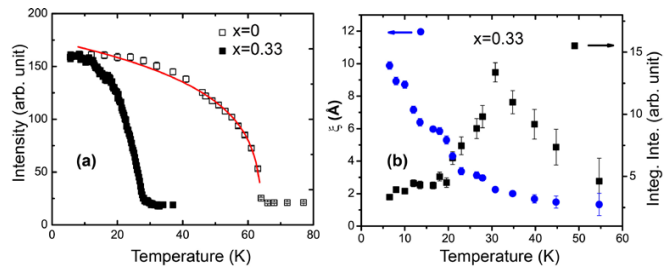 (a)
x=0
x=0.33
Intensity (arb. unit)
200
150
100
50
0
0
20
40
60
80
Temperature (K)
(b)
x=0.33
ξ (Å)
12
10
8
6
4
2
0
0
10
20
30
40
50
60
Temperature (K)
15
10
5
Integ. Inte. (arb. unit)